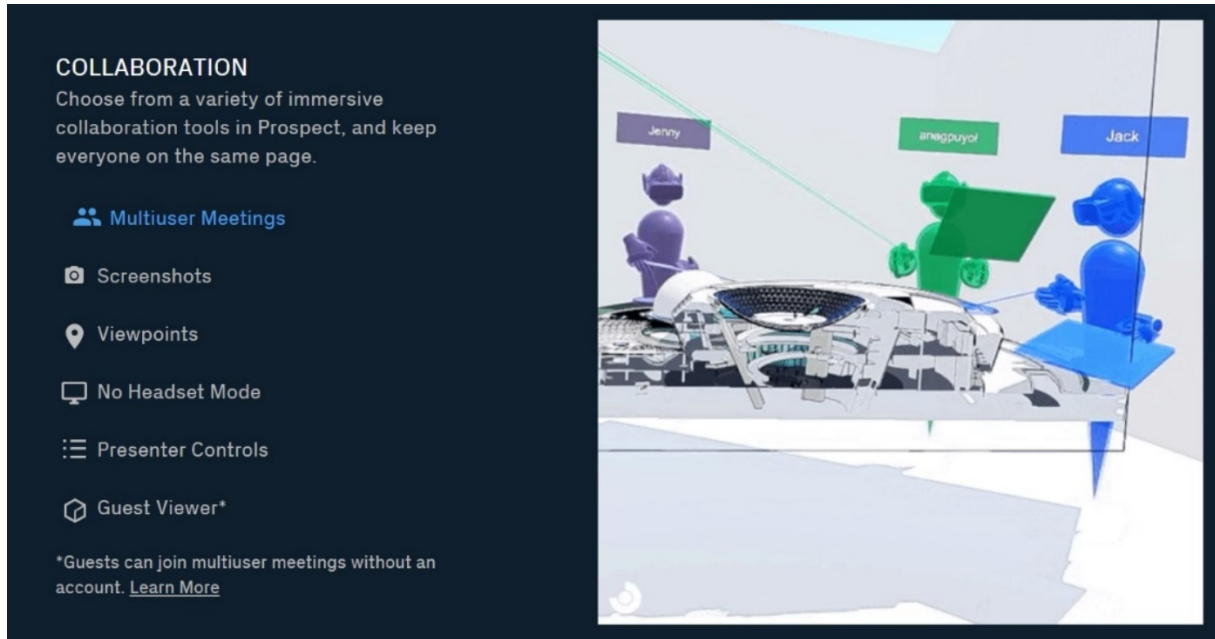 COLLABORATION
Choose from a variety of immersive
collaboration tools in Prospect, and keep
everyone on the same page.
Multiuser Meetings
Screenshots
Viewpoints
No Headset Mode
Presenter Controls
Guest Viewer*
*Guests can join multiuser meetings without an
account. Learn More
Jenny
anagpuyol
Jack